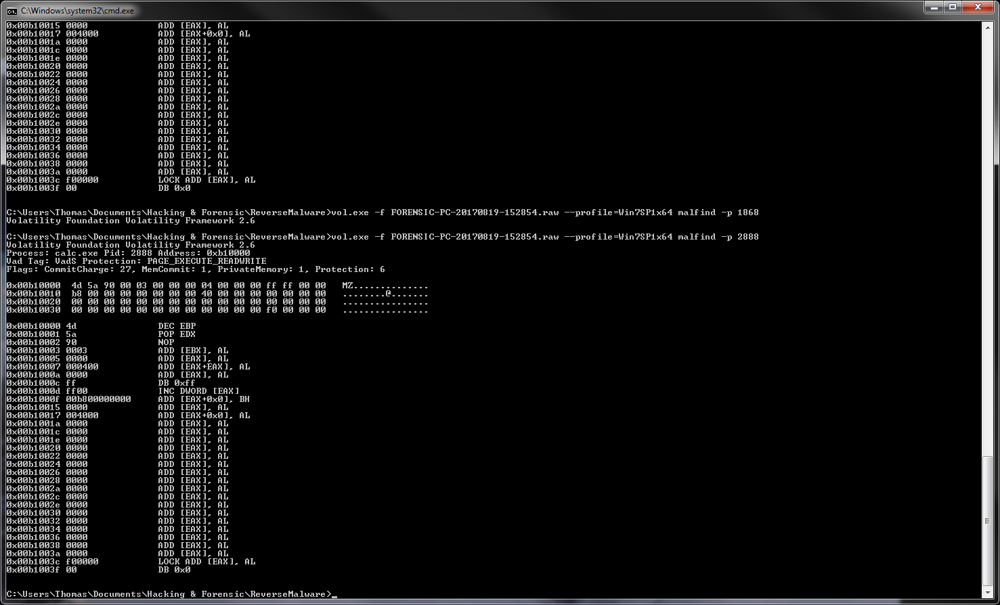 C:\Windows\system32\cmd.exe
0x00b10015 0000 ADD [EAX], AL
0x00b10017 004000 ADD [EAX+0x0], AL
0x00b1001a 0000 ADD [EAX], AL
0x00b1001c 0000 ADD [EAX], AL
0x00b1001e 0000 ADD [EAX], AL
0x00b10020 0000 ADD [EAX], AL
0x00b10022 0000 ADD [EAX], AL
0x00b10024 0000 ADD [EAX], AL
0x00b10026 0000 ADD [EAX], AL
0x00b10028 0000 ADD [EAX], AL
0x00b1002a 0000 ADD [EAX], AL
0x00b1002c 0000 ADD [EAX], AL
0x00b1002e 0000 ADD [EAX], AL
0x00b10030 0000 ADD [EAX], AL
0x00b10032 0000 ADD [EAX], AL
0x00b10034 0000 ADD [EAX], AL
0x00b10036 0000 ADD [EAX], AL
0x00b10038 0000 ADD [EAX], AL
0x00b1003a 0000 ADD [EAX], AL
0x00b1003c f00000 LOCK ADD [EAX], AL
0x00b1003f 00 DB 0x0
C:\Users\Thomas\Documents\Hacking & Forensic\ReverseMalware>vol.exe -f FORENSIC-PC-20170819-152854.raw --profile=Win7SP1x64 malfind -p 1868
Volatility Foundation Volatility Framework 2.6
C:\Users\Thomas\Documents\Hacking & Forensic\ReverseMalware>vol.exe -f FORENSIC-PC-20170819-152854.raw --profile=Win7SP1x64 malfind -p 2888
Volatility Foundation Volatility Framework 2.6
Process: calc.exe Pid: 2888 Address: 0xb10000
Vad Tag: VadS Protection: PAGE_EXECUTE_READWRITE
Flags: CommitCharge: 27, MemCommit: 1, PrivateMemory: 1, Protection: 6
0x00b10000 4d 5a 90 00 03 00 00 00 04 00 00 00 ff ff 00 00 MZ..............
0x00b10010 b8 00 00 00 00 00 00 00 40 00 00 00 00 00 00 00 ........@.......
0x00b10020 00 00 00 00 00 00 00 00 00 00 00 00 00 00 00 00 ................
0x00b10030 00 00 00 00 00 00 00 00 00 00 00 00 f0 00 00 00 ................
0x00b10000 4d DEC EBP
0x00b10001 5a POP EDX
0x00b10002 90 NOP
0x00b10003 0003 ADD [EBX], AL
0x00b10005 0000 ADD [EAX], AL
0x00b10007 000400 ADD [EAX+EAX], AL
0x00b1000a 0000 ADD [EAX], AL
0x00b1000c ff DB 0xff
0x00b1000d ff00 INC DWORD [EAX]
0x00b1000f 00b800000000 ADD [EAX+0x0], BH
0x00b10015 0000 ADD [EAX], AL
0x00b10017 004000 ADD [EAX+0x0], AL
0x00b1001a 0000 ADD [EAX], AL
0x00b1001c 0000 ADD [EAX], AL
0x00b1001e 0000 ADD [EAX], AL
0x00b10020 0000 ADD [EAX], AL
0x00b10022 0000 ADD [EAX], AL
0x00b10024 0000 ADD [EAX], AL
0x00b10026 0000 ADD [EAX], AL
0x00b10028 0000 ADD [EAX], AL
0x00b1002a 0000 ADD [EAX], AL
0x00b1002c 0000 ADD [EAX], AL
0x00b1002e 0000 ADD [EAX], AL
0x00b10030 0000 ADD [EAX], AL
0x00b10032 0000 ADD [EAX], AL
0x00b10034 0000 ADD [EAX], AL
0x00b10036 0000 ADD [EAX], AL
0x00b10038 0000 ADD [EAX], AL
0x00b1003a 0000 ADD [EAX], AL
0x00b1003c f00000 LOCK ADD [EAX], AL
0x00b1003f 00 DB 0x0
C:\Users\Thomas\Documents\Hacking & Forensic\ReverseMalware>_